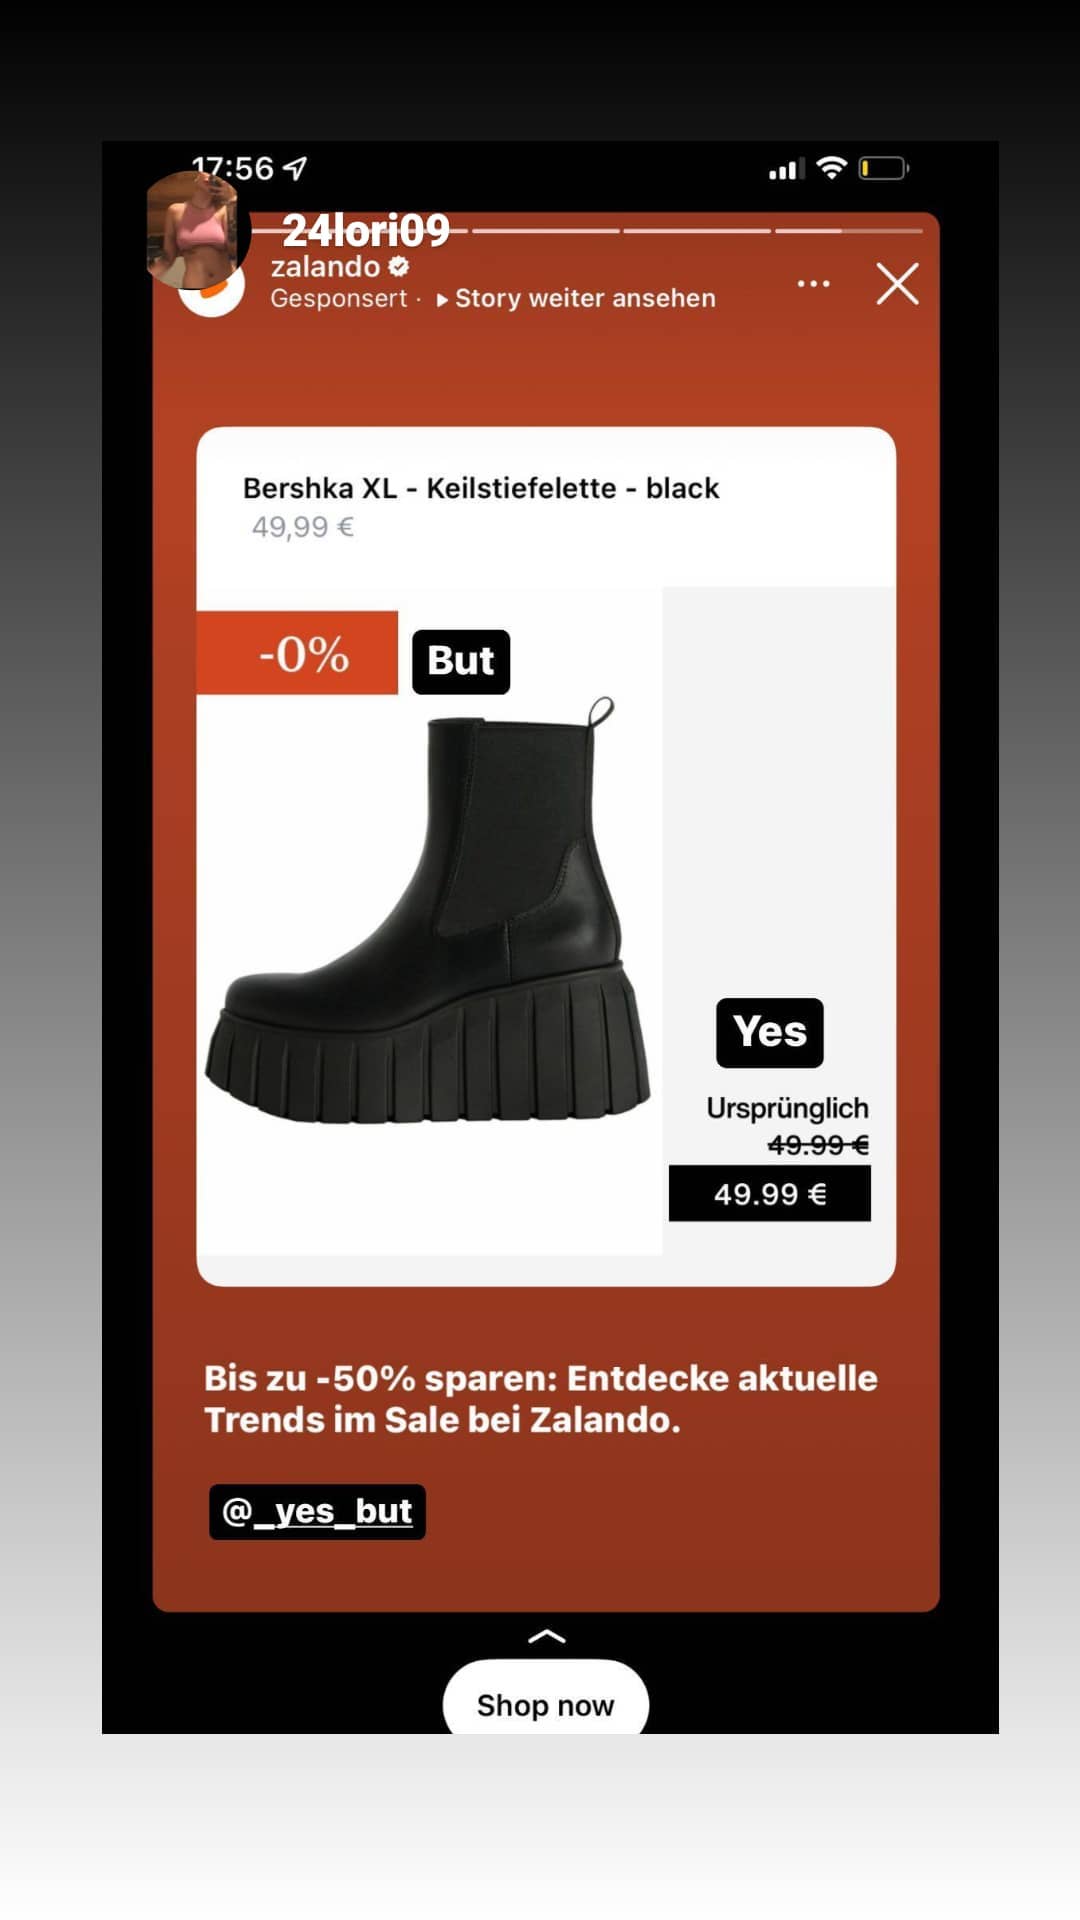 17:56
24lori09
zalando
Gesponsert · Story weiter ansehen
Bershka XL - Keilstiefelette - black
49,99 €
-0%
But
Yes
Ursprünglich
49.99 €
49.99 €
Bis zu -50% sparen: Entdecke aktuelle
Trends im Sale bei Zalando.
@_yes_but
Shop now